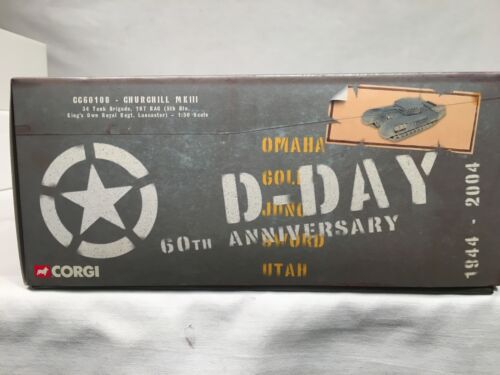 CC60108 - CHURCHILL MKIII
34 Tank Brigade, 107 RAC (5th Bn.
King's Own Royal Regt. Lancaster) - 1:50 Scale
OMAHA
GOLD
JUNO
SWORD
UTAH
D-DAY
60TH ANNIVERSARY
1944 - 2004
CORGI